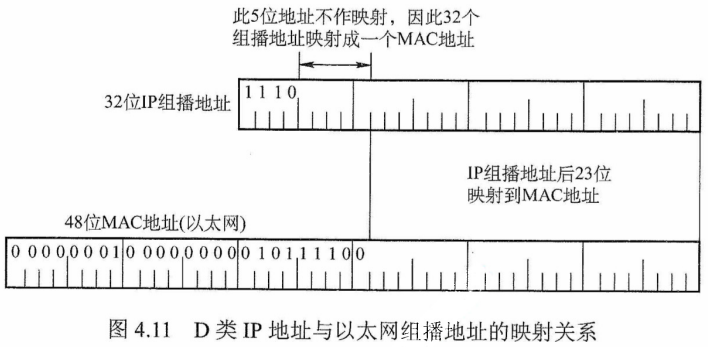 此5位地址不作映射，因此32个
组播地址映射成一个MAC地址
1 1 1 0
32位IP组播地址
IP组播地址后23位
映射到MAC地址
48位MAC地址(以太网)
0 0 0 0 0 0 0 1 0 0 0 0 0 0 0 0 0 1 0 1 1 1 1 0 0
图 4.11 D 类 IP 地址与以太网组播地址的映射关系